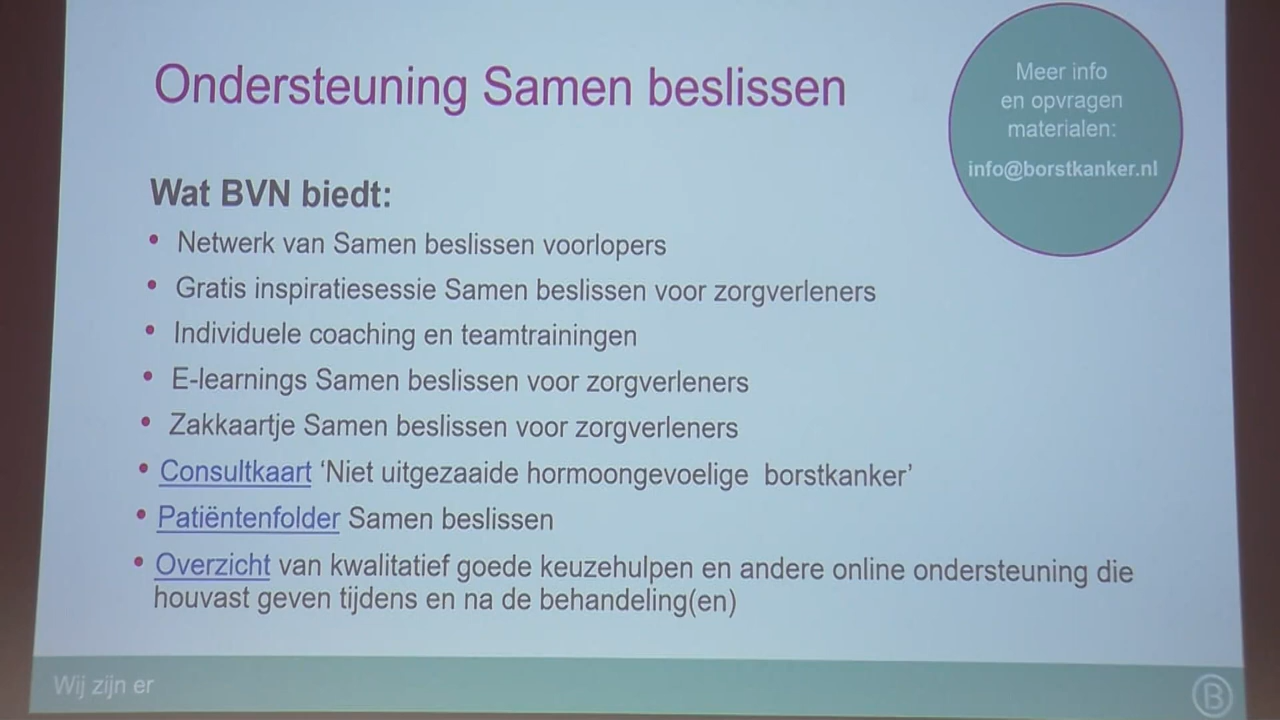 Ondersteuning Samen beslissen
Meer info
en opvragen
materialen:
info@borstkanker.nl
Wat BVN biedt:
• Netwerk van Samen beslissen voorlopers
• Gratis inspiratiesessie Samen beslissen voor zorgverleners
• Individuele coaching en teamtrainingen
• E-learnings Samen beslissen voor zorgverleners
• Zakkaartje Samen beslissen voor zorgverleners
• Consultkaart ‘Niet uitgezaaide hormoongevoelige  borstkanker’
• Patiëntenfolder Samen beslissen
• Overzicht van kwalitatief goede keuzehulpen en andere online ondersteuning die
houvast geven tijdens en na de behandeling(en)
Wij zijn er
B